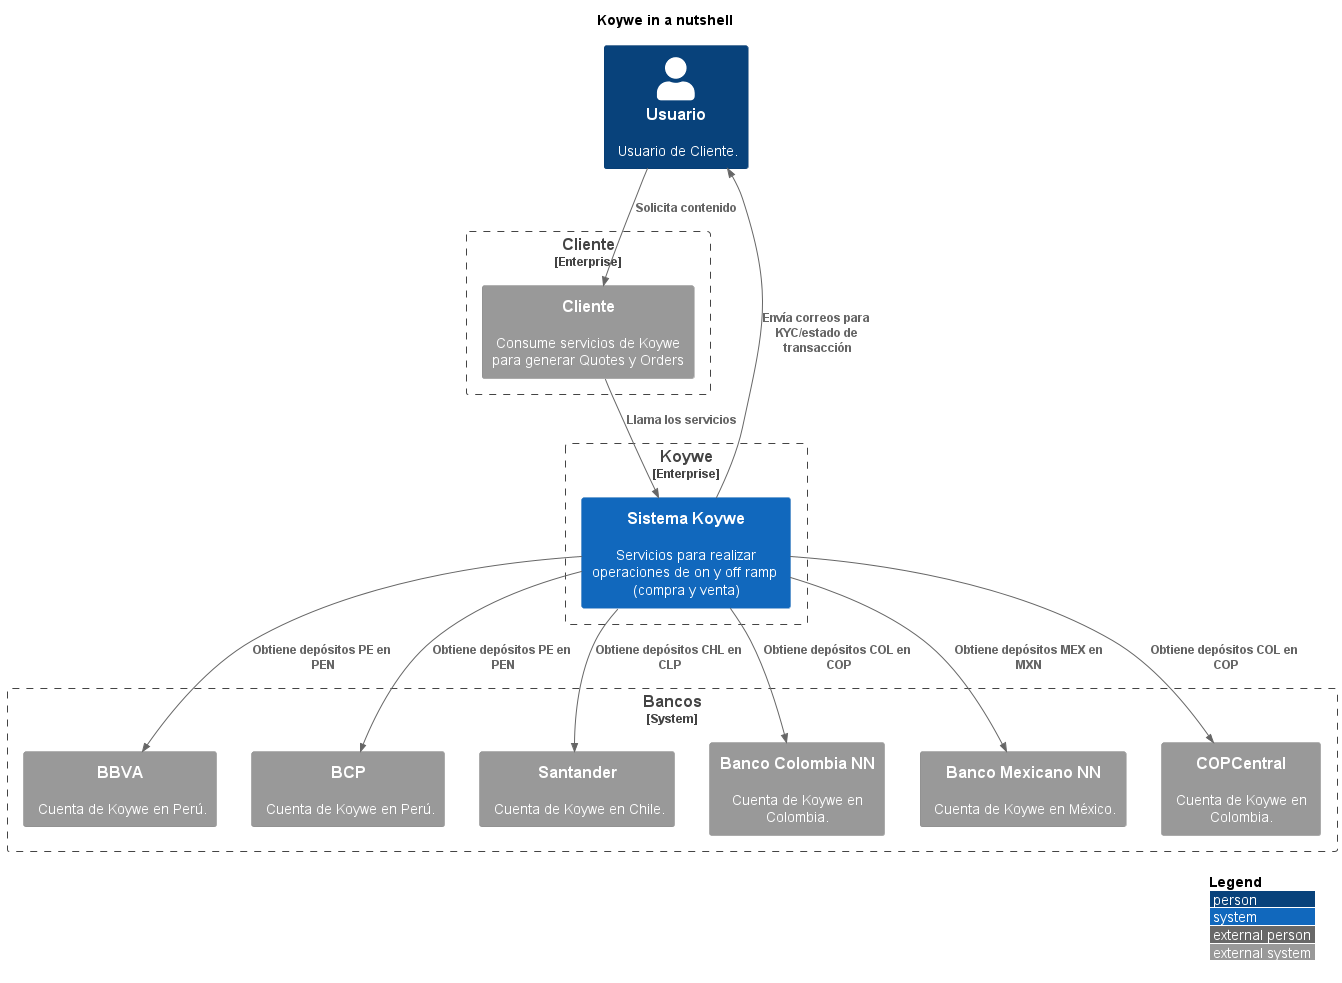 Koywe in a nutshell
Usuario
Usuario de Cliente.
Solicita contenido
Cliente
[Enterprise]
Cliente
Consume servicios de Koywe
para generar Quotes y Orders
Envía correos para
KYC/estado de
transacción
Llama los servicios
Koywe
[Enterprise]
Sistema Koywe
Servicios para realizar
operaciones de on y off ramp
(compra y venta)
Obtiene depósitos PE en
PEN
Obtiene depósitos PE en
PEN
Obtiene depósitos CHL en
CLP
Obtiene depósitos COL en
COP
Obtiene depósitos MEX en
MXN
Obtiene depósitos COL en
COP
Bancos
[System]
BBVA
Cuenta de Koywe en Perú.
BCP
Cuenta de Koywe en Perú.
Santander
Cuenta de Koywe en Chile.
Banco Colombia NN
Cuenta de Koywe en
Colombia.
Banco Mexicano NN
Cuenta de Koywe en México.
COPCentral
Cuenta de Koywe en
Colombia.
Legend
person
system
external person
external system